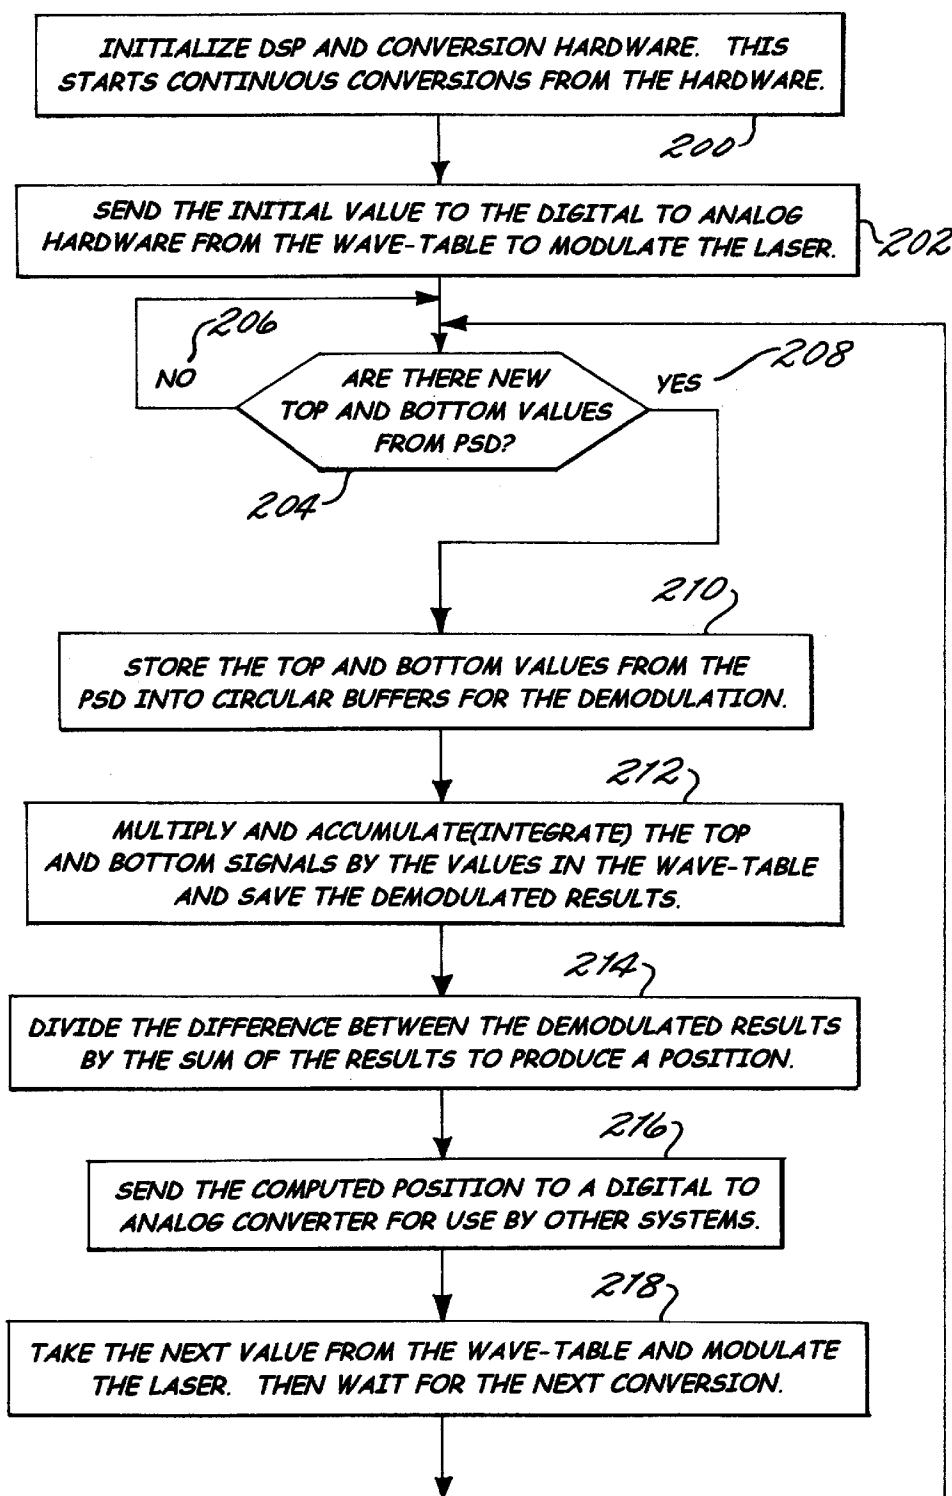 INITIALIZE DSP AND CONVERSION HARDWARE. THIS
STARTS CONTINUOUS CONVERSIONS FROM THE HARDWARE.
200
SEND THE INITIAL VALUE TO THE DIGITAL TO ANALOG
HARDWARE FROM THE WAVE-TABLE TO MODULATE THE LASER.
202
206
208
NO
YES
ARE THERE NEW
TOP AND BOTTOM VALUES
FROM PSD?
204
210
STORE THE TOP AND BOTTOM VALUES FROM THE
PSD INTO CIRCULAR BUFFERS FOR THE DEMODULATION.
212
MULTIPLY AND ACCUMULATE(INTEGRATE) THE TOP
AND BOTTOM SIGNALS BY THE VALUES IN THE WAVE-TABLE
AND SAVE THE DEMODULATED RESULTS.
214
DIVIDE THE DIFFERENCE BETWEEN THE DEMODULATED RESULTS
BY THE SUM OF THE RESULTS TO PRODUCE A POSITION.
216
SEND THE COMPUTED POSITION TO A DIGITAL TO
ANALOG CONVERTER FOR USE BY OTHER SYSTEMS.
218
TAKE THE NEXT VALUE FROM THE WAVE-TABLE AND MODULATE
THE LASER. THEN WAIT FOR THE NEXT CONVERSION.